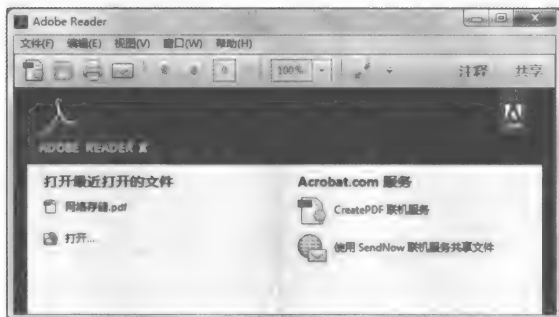 Adobe Reader
文件(F) 编辑(E) 视图(V) 窗口(W) 帮助(H)
100% 注释 共享
ADOBE READER X
打开最近打开的文件
网络存储.pdf
打开...
Acrobat.com 服务
CreatePDF 联机服务
使用 SendNow 联机服务共享文件